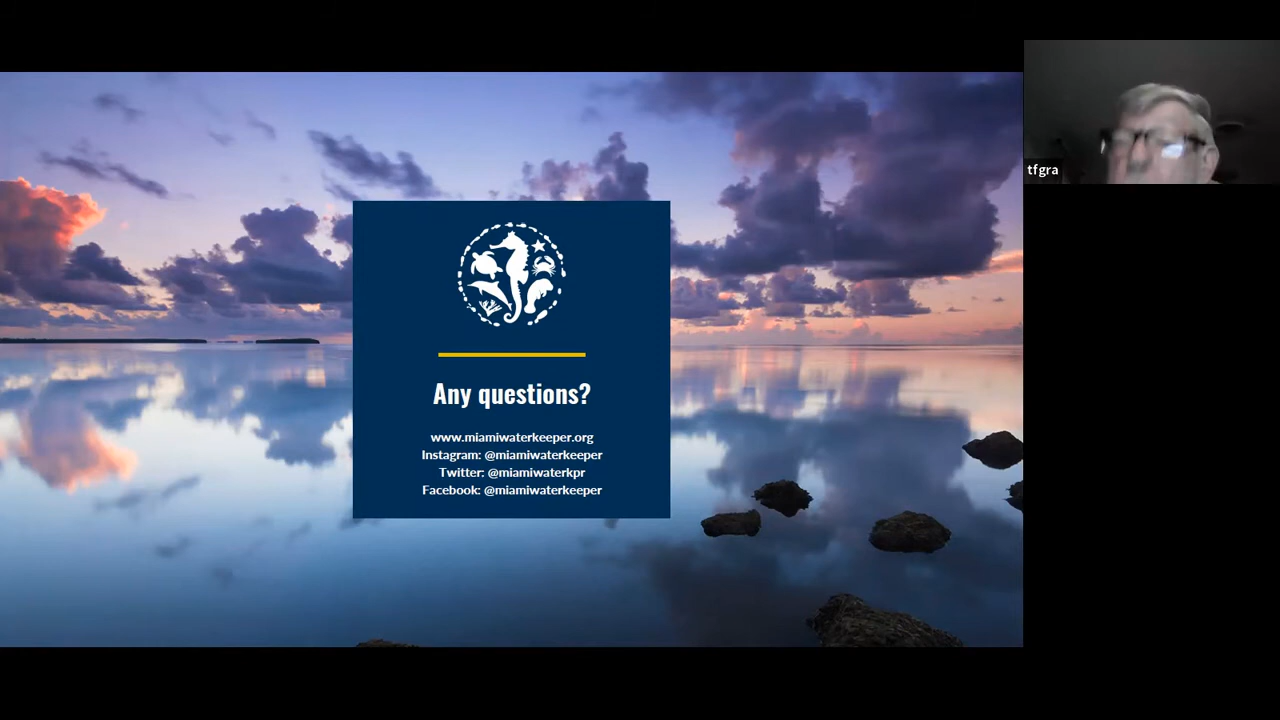 tfgra
Any questions?
www.miamiwaterkeeper.org
Instagram: @miamiwaterkeeper
Twitter: @miamiwaterkpr
Facebook: @miamiwaterkeeper